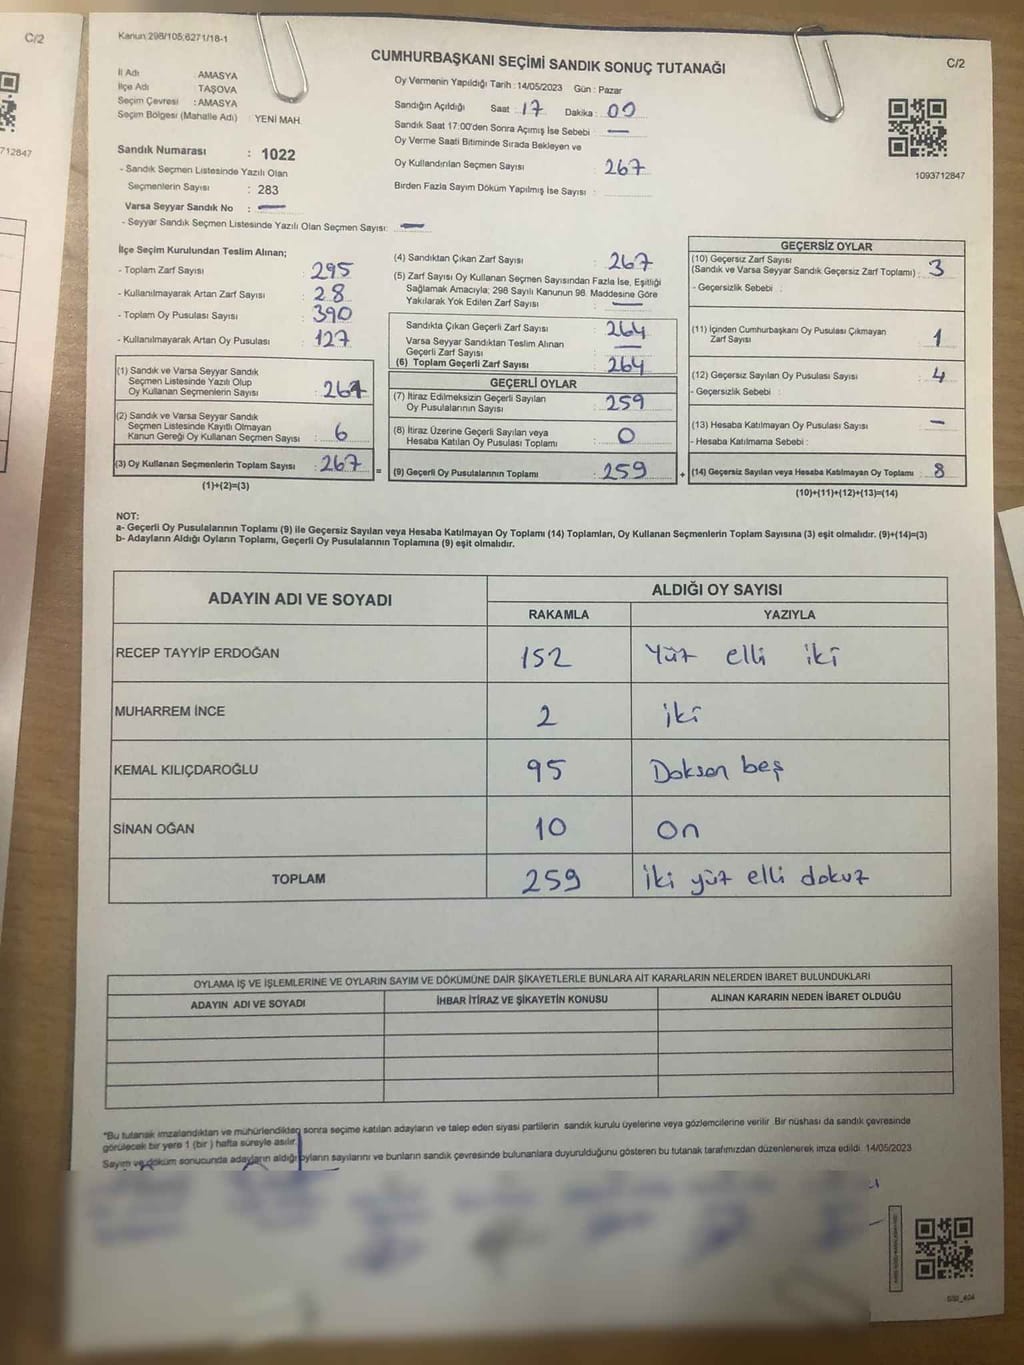 C/2
712847
Kanun:298/105;6271/18-1
C/2
CUMHURBAŞKANI SEÇİMİ SANDIK SONUÇ TUTANAĞI
İl Adı : AMASYA
İlçe Adı : TAŞOVA
Seçim Çevresi : AMASYA
Seçim Bölgesi (Mahalle Adı) : YENİ MAH.
Sandık Numarası : 1022
- Sandık Seçmen Listesinde Yazılı Olan
Seçmenlerin Sayısı : 283
Varsa Seyyar Sandık No : —
- Seyyar Sandık Seçmen Listesinde Yazılı Olan Seçmen Sayısı: —
Oy Vermenin Yapıldığı Tarih : 14/05/2023 Gün : Pazar
Sandığın Açıldığı Saat : 17 Dakika : 00
Sandık Saat 17:00'den Sonra Açımış İse Sebebi : —
Oy Verme Saati Bitiminde Sırada Bekleyen ve
Oy Kullandırılan Seçmen Sayısı : 267
Birden Fazla Sayım Döküm Yapılmış İse Sayısı :
1093712847
İlçe Seçim Kurulundan Teslim Alınan;
- Toplam Zarf Sayısı : 295
- Kullanılmayarak Artan Zarf Sayısı : 28
- Toplam Oy Pusulası Sayısı : 390
- Kullanılmayarak Artan Oy Pusulası : 127
(1) Sandık ve Varsa Seyyar Sandık
Seçmen Listesinde Yazılı Olup
Oy Kullanan Seçmenlerin Sayısı : 267
(2) Sandık ve Varsa Seyyar Sandık
Seçmen Listesinde Kayıtlı Olmayan
Kanun Gereği Oy Kullanan Seçmen Sayısı : 6
(3) Oy Kullanan Seçmenlerin Toplam Sayısı : 267
(1)+(2)=(3)
(4) Sandıktan Çıkan Zarf Sayısı : 267
(5) Zarf Sayısı Oy Kullanan Seçmen Sayısından Fazla İse, Eşitliği
Sağlamak Amacıyla; 298 Sayılı Kanunun 98. Maddesine Göre
Yakılarak Yok Edilen Zarf Sayısı : —
Sandıkta Çıkan Geçerli Zarf Sayısı : 264
Varsa Seyyar Sandıktan Teslim Alınan
Geçerli Zarf Sayısı : —
(6) Toplam Geçerli Zarf Sayısı : 264
GEÇERLİ OYLAR
(7) İtiraz Edilmeksizin Geçerli Sayılan
Oy Pusulalarının Sayısı : 259
(8) İtiraz Üzerine Geçerli Sayılan veya
Hesaba Katılan Oy Pusulası Toplamı : 0
= (9) Geçerli Oy Pusulalarının Toplamı : 259 +
GEÇERSİZ OYLAR
(10) Geçersiz Zarf Sayısı
(Sandık ve Varsa Seyyar Sandık Geçersiz Zarf Toplamı) : 3
- Geçersizlik Sebebi :
(11) İçinden Cumhurbaşkanı Oy Pusulası Çıkmayan
Zarf Sayısı : 1
(12) Geçersiz Sayılan Oy Pusulası Sayısı : 4
- Geçersizlik Sebebi :
(13) Hesaba Katılmayan Oy Pusulası Sayısı : —
- Hesaba Katılmama Sebebi :
(14) Geçersiz Sayılan veya Hesaba Katılmayan Oy Toplamı : 8
(10)+(11)+(12)+(13)=(14)
NOT:
a- Geçerli Oy Pusulalarının Toplamı (9) ile Geçersiz Sayılan veya Hesaba Katılmayan Oy Toplamı (14) Toplamları, Oy Kullanan Seçmenlerin Toplam Sayısına (3) eşit olmalıdır. (9)+(14)=(3)
b- Adayların Aldığı Oyların Toplamı, Geçerli Oy Pusulalarının Toplamına (9) eşit olmalıdır.
ADAYIN ADI VE SOYADI ALDIĞI OY SAYISI
RAKAMLA YAZIYLA
RECEP TAYYİP ERDOĞAN 152 Yüz elli iki
MUHARREM İNCE 2 iki
KEMAL KILIÇDAROĞLU 95 Doksan beş
SİNAN OĞAN 10 On
TOPLAM 259 iki yüz elli dokuz
OYLAMA İŞ VE İŞLEMLERİNE VE OYLARIN SAYIM VE DÖKÜMÜNE DAİR ŞİKAYETLERLE BUNLARA AİT KARARLARIN NELERDEN İBARET BULUNDUKLARI
ADAYIN ADI VE SOYADI İHBAR İTİRAZ VE ŞİKAYETİN KONUSU ALINAN KARARIN NEDEN İBARET OLDUĞU
*Bu tutanak imzalandıktan ve mühürlendikten sonra seçime katılan adayların ve talep eden siyasi partilerin sandık kurulu üyelerine veya gözlemcilerine verilir. Bir nüshası da sandık çevresinde
görülecek bir yere 1 (bir ) hafta süreyle asılır.
Sayım ve döküm sonucunda adayların aldığı oyların sayılarını ve bunların sandık çevresinde bulunanlara duyurulduğunu gösteren bu tutanak tarafımızdan düzenlenerek imza edildi. 14/05/2023